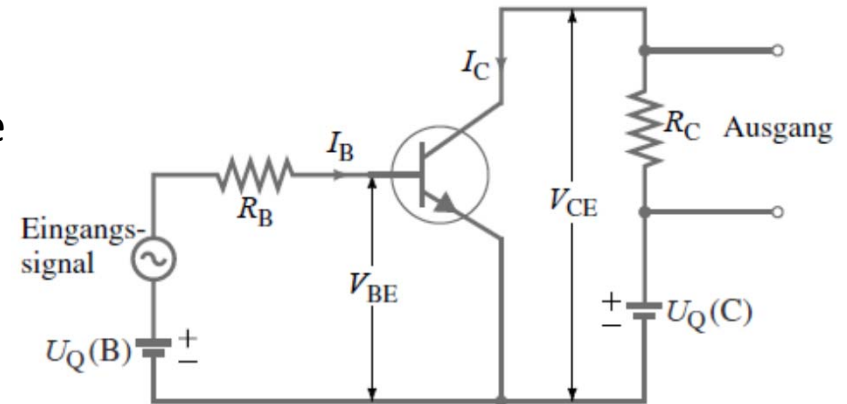 e
I_C
I_B
R_B
R_C Ausgang
V_CE
Eingangs-
signal
V_BE
+
−
U_Q(B)
+
−
U_Q(C)